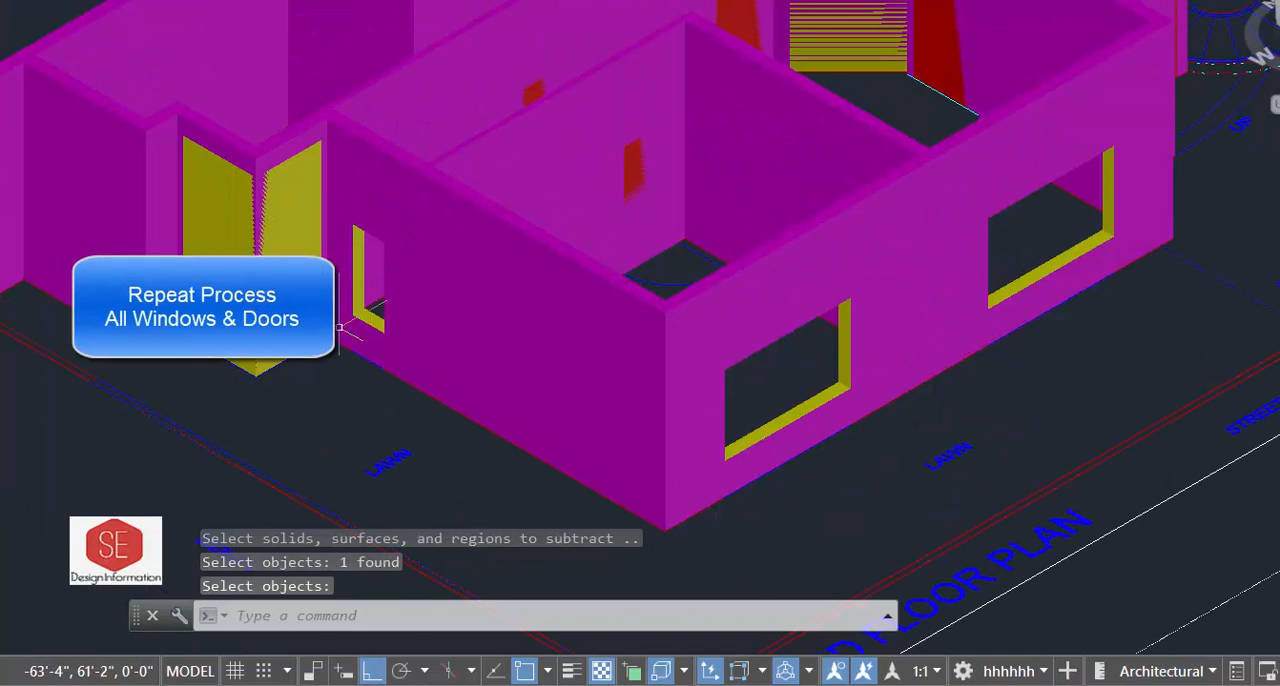 W
UP
Repeat Process
All Windows & Doors
LAWN
LAWN
STREET
FLOOR PLAN
SE
Design Information
Select solids, surfaces, and regions to subtract ..
Select objects: 1 found
Select objects:
Type a command
-63'-4", 61'-2", 0'-0" MODEL 1:1 hhhhhh Architectural